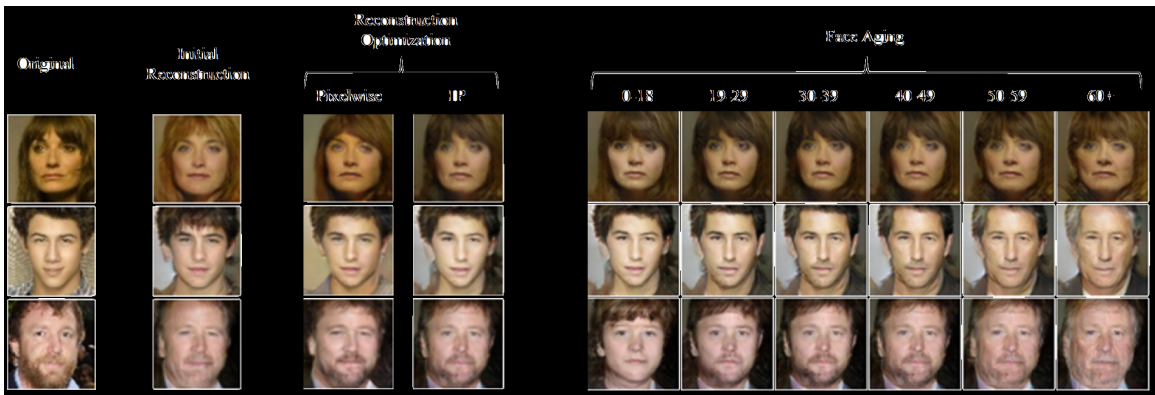 Reconstruction
Optimization
Face Aging
Original
Initial
Reconstruction
Pixelwise
IP
0-18
19-29
30-39
40-49
50-59
60+